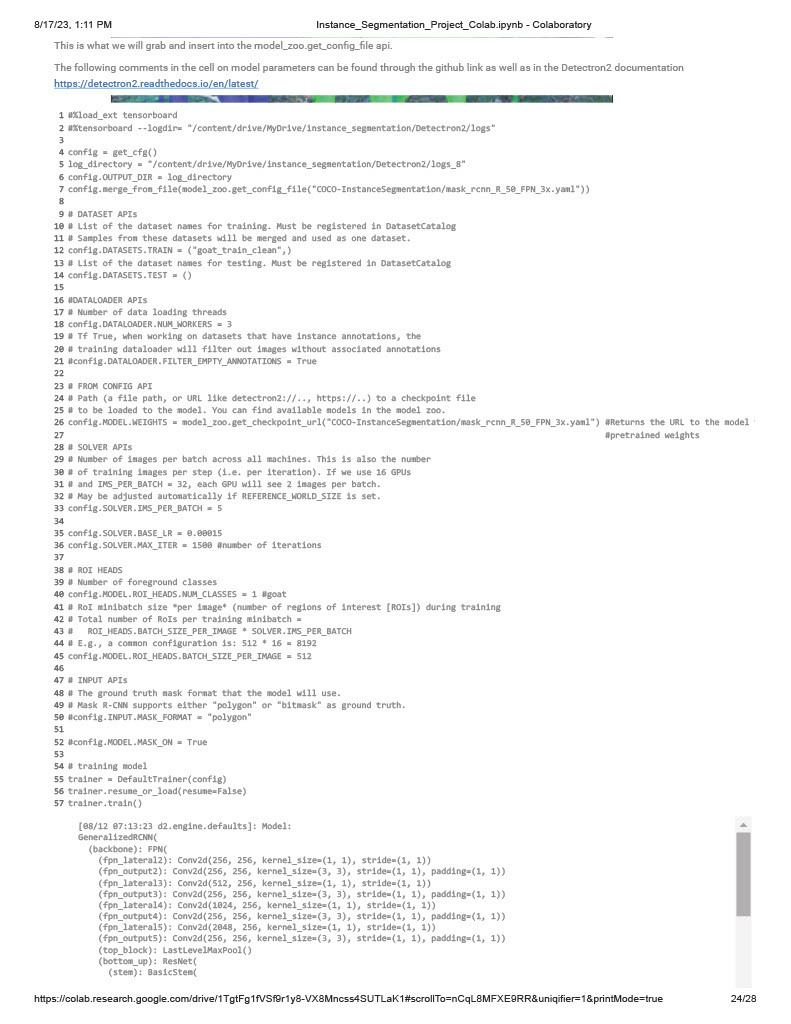 8/17/23, 1:11 PM Instance_Segmentation_Project_Colab.ipynb - Colaboratory
This is what we will grab and insert into the model_zoo.get_config_file api.
The following comments in the cell on model parameters can be found through the github link as well as in the Detectron2 documentation
https://detectron2.readthedocs.io/en/latest/
1 #%load_ext tensorboard
2 #%tensorboard --logdir= "/content/drive/MyDrive/instance_segmentation/Detectron2/logs"
3
4 config = get_cfg()
5 log_directory = "/content/drive/MyDrive/instance_segmentation/Detectron2/logs_8"
6 config.OUTPUT_DIR = log_directory
7 config.merge_from_file(model_zoo.get_config_file("COCO-InstanceSegmentation/mask_rcnn_R_50_FPN_3x.yaml"))
8
9 # DATASET APIs
10 # List of the dataset names for training. Must be registered in DatasetCatalog
11 # Samples from these datasets will be merged and used as one dataset.
12 config.DATASETS.TRAIN = ("goat_train_clean",)
13 # List of the dataset names for testing. Must be registered in DatasetCatalog
14 config.DATASETS.TEST = ()
15
16 #DATALOADER APIs
17 # Number of data loading threads
18 config.DATALOADER.NUM_WORKERS = 3
19 # Tf True, when working on datasets that have instance annotations, the
20 # training dataloader will filter out images without associated annotations
21 #config.DATALOADER.FILTER_EMPTY_ANNOTATIONS = True
22
23 # FROM CONFIG API
24 # Path (a file path, or URL like detectron2://.., https://..) to a checkpoint file
25 # to be loaded to the model. You can find available models in the model zoo.
26 config.MODEL.WEIGHTS = model_zoo.get_checkpoint_url("COCO-InstanceSegmentation/mask_rcnn_R_50_FPN_3x.yaml") #Returns the URL to the model
27 #pretrained weights
28 # SOLVER APIs
29 # Number of images per batch across all machines. This is also the number
30 # of training images per step (i.e. per iteration). If we use 16 GPUs
31 # and IMS_PER_BATCH = 32, each GPU will see 2 images per batch.
32 # May be adjusted automatically if REFERENCE_WORLD_SIZE is set.
33 config.SOLVER.IMS_PER_BATCH = 5
34
35 config.SOLVER.BASE_LR = 0.00015
36 config.SOLVER.MAX_ITER = 1500 #number of iterations
37
38 # ROI HEADS
39 # Number of foreground classes
40 config.MODEL.ROI_HEADS.NUM_CLASSES = 1 #goat
41 # RoI minibatch size *per image* (number of regions of interest [ROIs]) during training
42 # Total number of RoIs per training minibatch =
43 #   ROI_HEADS.BATCH_SIZE_PER_IMAGE * SOLVER.IMS_PER_BATCH
44 # E.g., a common configuration is: 512 * 16 = 8192
45 config.MODEL.ROI_HEADS.BATCH_SIZE_PER_IMAGE = 512
46
47 # INPUT APIs
48 # The ground truth mask format that the model will use.
49 # Mask R-CNN supports either "polygon" or "bitmask" as ground truth.
50 #config.INPUT.MASK_FORMAT = "polygon"
51
52 #config.MODEL.MASK_ON = True
53
54 # training model
55 trainer = DefaultTrainer(config)
56 trainer.resume_or_load(resume=False)
57 trainer.train()
[08/12 07:13:23 d2.engine.defaults]: Model:
GeneralizedRCNN(
(backbone): FPN(
(fpn_lateral2): Conv2d(256, 256, kernel_size=(1, 1), stride=(1, 1))
(fpn_output2): Conv2d(256, 256, kernel_size=(3, 3), stride=(1, 1), padding=(1, 1))
(fpn_lateral3): Conv2d(512, 256, kernel_size=(1, 1), stride=(1, 1))
(fpn_output3): Conv2d(256, 256, kernel_size=(3, 3), stride=(1, 1), padding=(1, 1))
(fpn_lateral4): Conv2d(1024, 256, kernel_size=(1, 1), stride=(1, 1))
(fpn_output4): Conv2d(256, 256, kernel_size=(3, 3), stride=(1, 1), padding=(1, 1))
(fpn_lateral5): Conv2d(2048, 256, kernel_size=(1, 1), stride=(1, 1))
(fpn_output5): Conv2d(256, 256, kernel_size=(3, 3), stride=(1, 1), padding=(1, 1))
(top_block): LastLevelMaxPool()
(bottom_up): ResNet(
(stem): BasicStem(
https://colab.research.google.com/drive/1TgtFg1fVSf9r1y8-VX8Mncss4SUTLaK1#scrollTo=nCqL8MFXE9RR&uniqifier=1&printMode=true 24/28